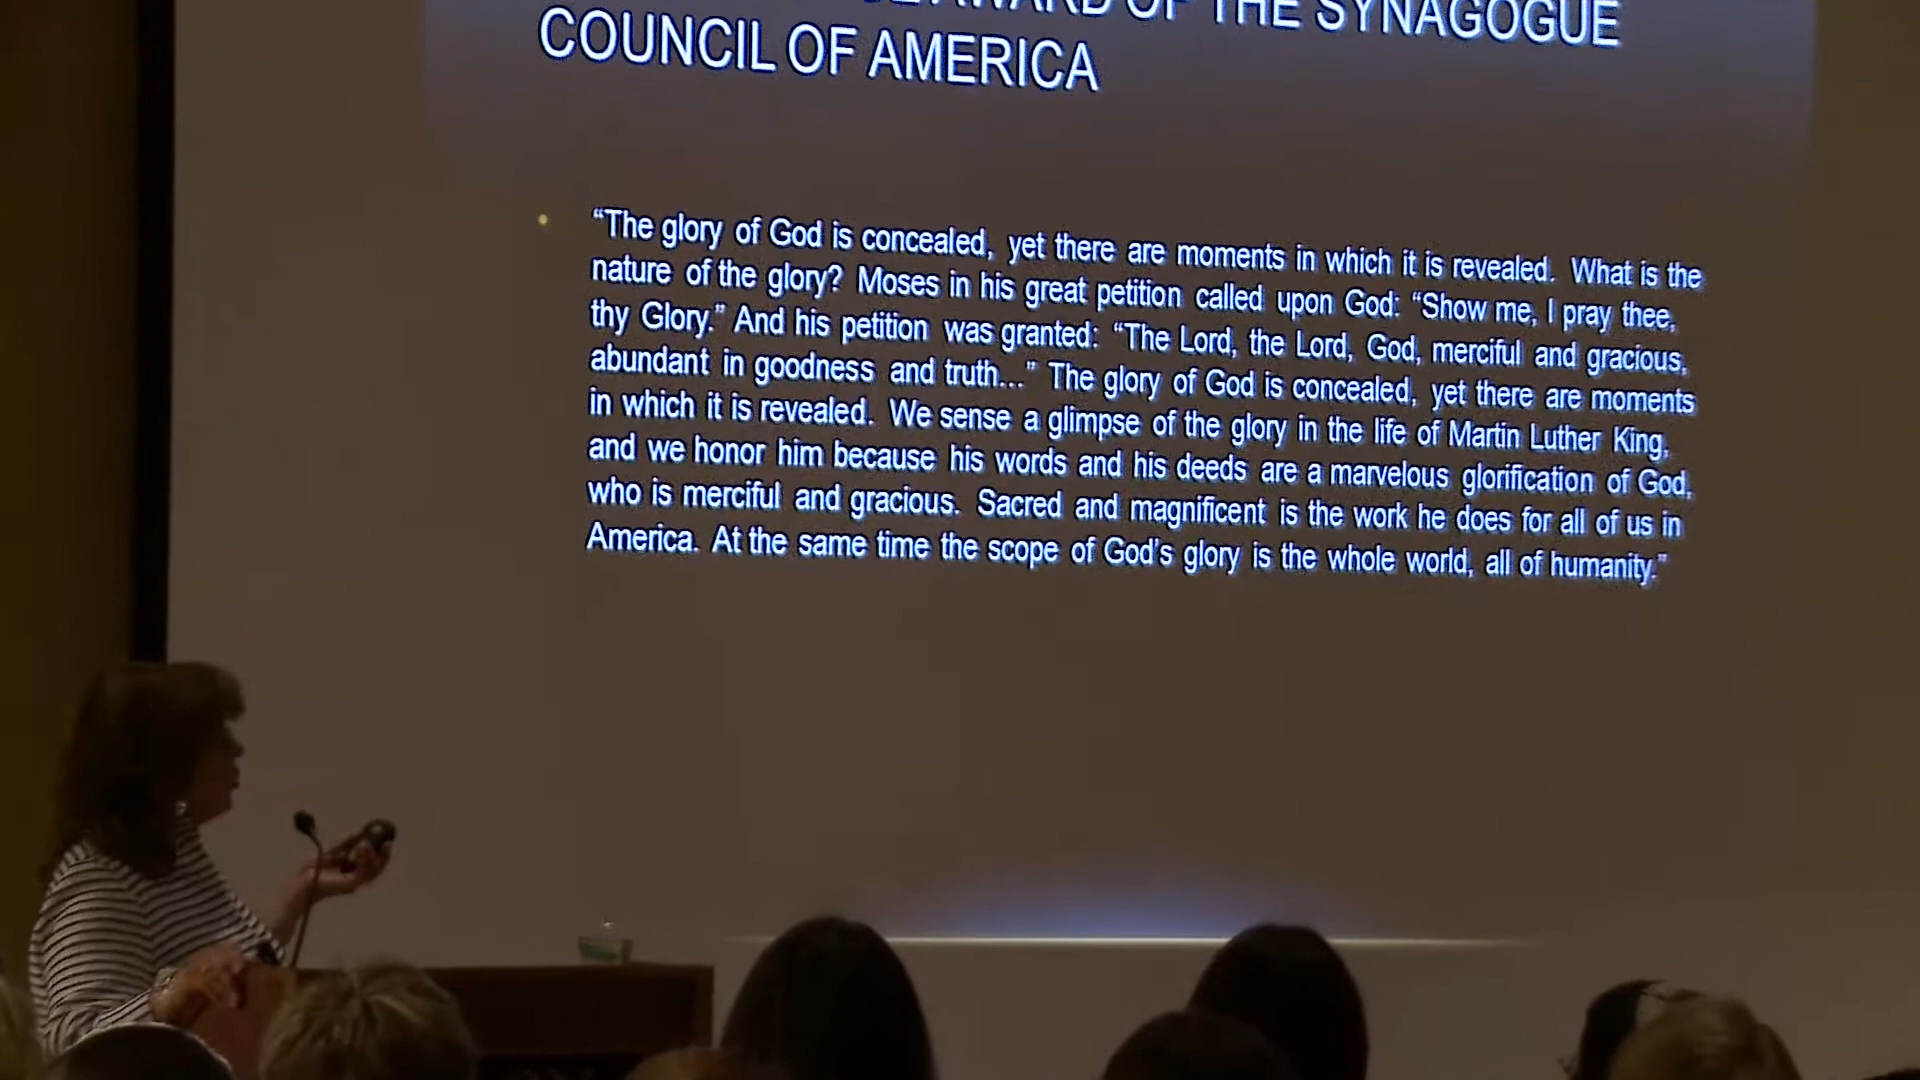 AWARD OF THE SYNAGOGUE
COUNCIL OF AMERICA
• “The glory of God is concealed, yet there are moments in which it is revealed. What is the
nature of the glory? Moses in his great petition called upon God: “Show me, I pray thee,
thy Glory.” And his petition was granted: “The Lord, the Lord, God, merciful and gracious,
abundant in goodness and truth...” The glory of God is concealed, yet there are moments
in which it is revealed. We sense a glimpse of the glory in the life of Martin Luther King,
and we honor him because his words and his deeds are a marvelous glorification of God,
who is merciful and gracious. Sacred and magnificent is the work he does for all of us in
America. At the same time the scope of God’s glory is the whole world, all of humanity.”